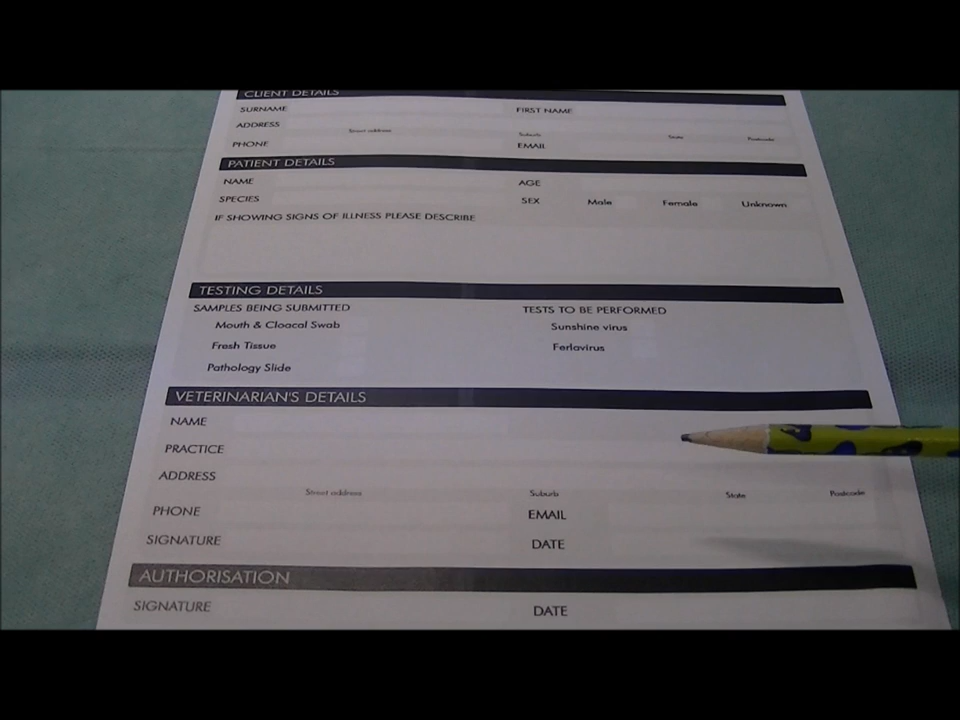 CLIENT DETAILS
SURNAME FIRST NAME
ADDRESS
Street address Suburb State Postcode
PHONE EMAIL
PATIENT DETAILS
NAME AGE
SPECIES SEX Male Female Unknown
IF SHOWING SIGNS OF ILLNESS PLEASE DESCRIBE
TESTING DETAILS
SAMPLES BEING SUBMITTED TESTS TO BE PERFORMED
Mouth & Cloacal Swab Sunshine virus
Fresh Tissue Ferlavirus
Pathology Slide
VETERINARIAN'S DETAILS
NAME
PRACTICE
ADDRESS
Street address Suburb State Postcode
PHONE EMAIL
SIGNATURE DATE
AUTHORISATION
SIGNATURE DATE